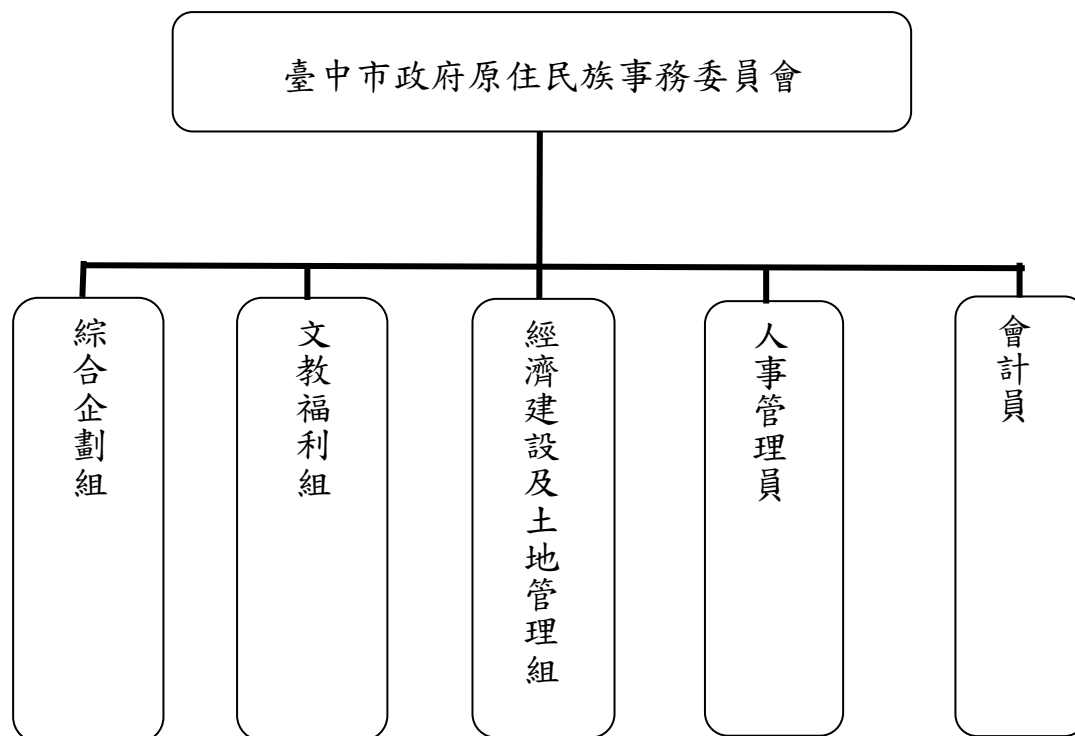 臺中市政府原住民族事務委員會
綜合企劃組
文教福利組
經濟建設及土地管理組
人事管理員
會計員